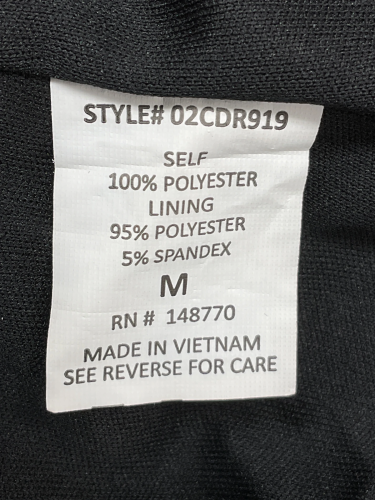 STYLE# 02CDR919
SELF
100% POLYESTER
LINING
95% POLYESTER
5% SPANDEX
M
RN # 148770
MADE IN VIETNAM
SEE REVERSE FOR CARE